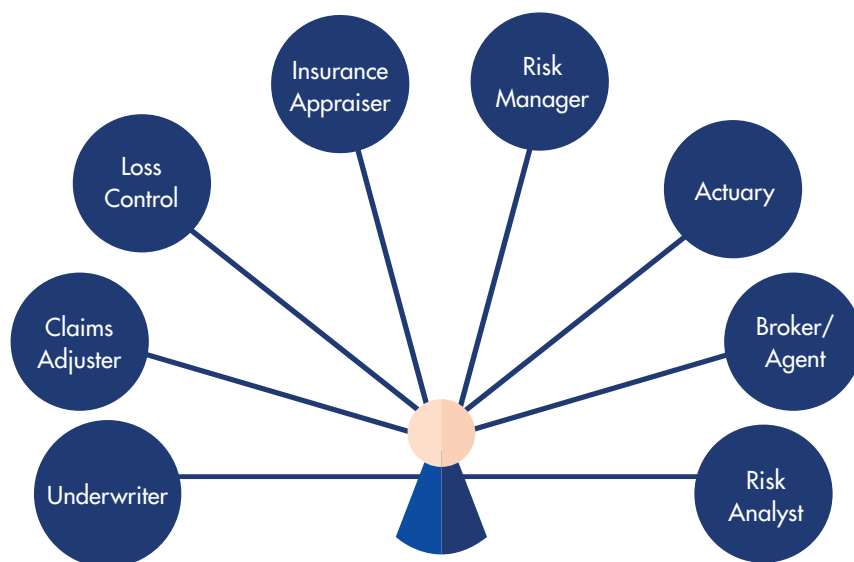 Insurance
Appraiser
Risk
Manager
Loss
Control
Actuary
Claims
Adjuster
Broker/
Agent
Underwriter
Risk
Analyst